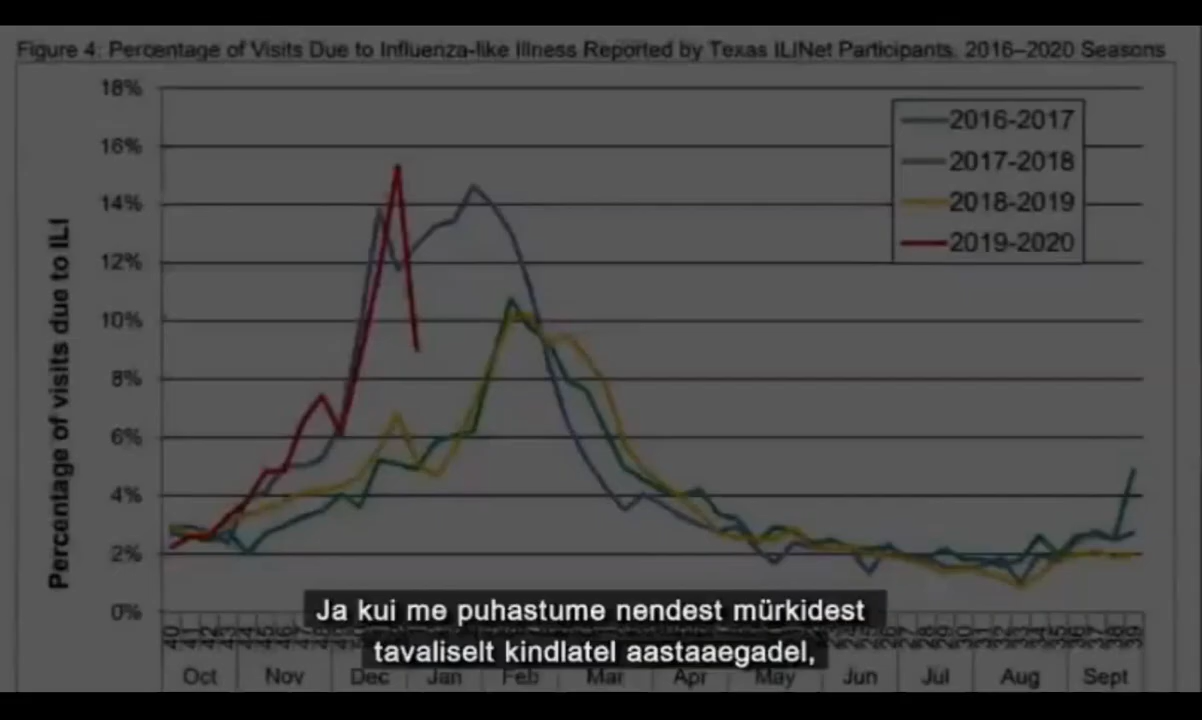 Figure 4: Percentage of Visits Due to Influenza-like Illness Reported by Texas ILINet Participants, 2016–2020 Seasons
18%
16%
14%
12%
10%
8%
6%
4%
2%
0%
Percentage of visits due to ILI
2016-2017
2017-2018
2018-2019
2019-2020
Ja kui me puhastume nendest mürkidest
tavaliselt kindlatel aastaaegadel,
Oct Nov Dec Jan Feb Mar Apr May Jun Jul Aug Sept